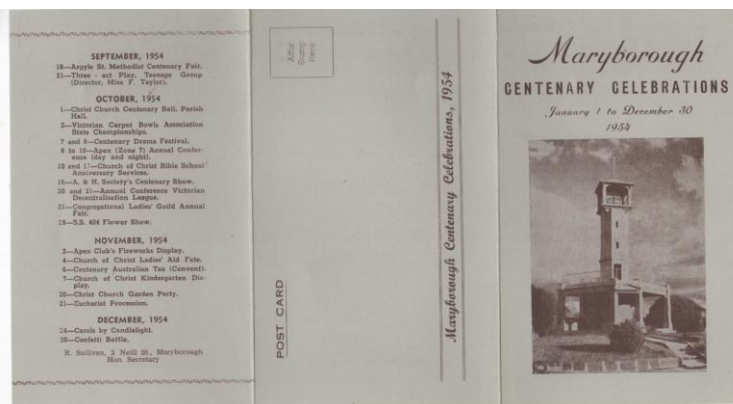 SEPTEMBER, 1954
18—Argyle St. Methodist Centenary Fair.
21—Three - act Play, Teenage Group
(Director, Miss F. Taylor).
OCTOBER, 1954
1—Christ Church Centenary Ball, Parish
Hall.
2—Victorian Carpet Bowls Association
State Championships.
7 and 8—Centenary Drama Festival.
8 to 10—Apex (Zone 7) Annual Confer-
ence (day and night).
10 and 17—Church of Christ Bible School
Anniversary Services.
16—A. & H. Society's Centenary Show.
20 and 21—Annual Conference Victorian
Decentralisation League.
21—Congregational Ladies' Guild Annual
Fair.
S.S. 404 Flower Show.
NOVEMBER, 1954
Apex Club's Fireworks Display.
4—Church of Christ Ladies' Aid Fete.
Centenary Australian Tea (Convent).
7—Church of Christ Kindergarten Dis-
play.
20—Christ Church Garden Party.
21—Eucharist Procession.
DECEMBER, 1954
24—Carols by Candlelight.
30—Confetti Battle.
R. Sullivan, 3 Neill St., Maryborough
Hon. Secretary
Affix
Stamp
Here
POST CARD
Maryborough Centenary Celebrations, 1954
Maryborough
CENTENARY CELEBRATIONS
January 1 to December 30
1954